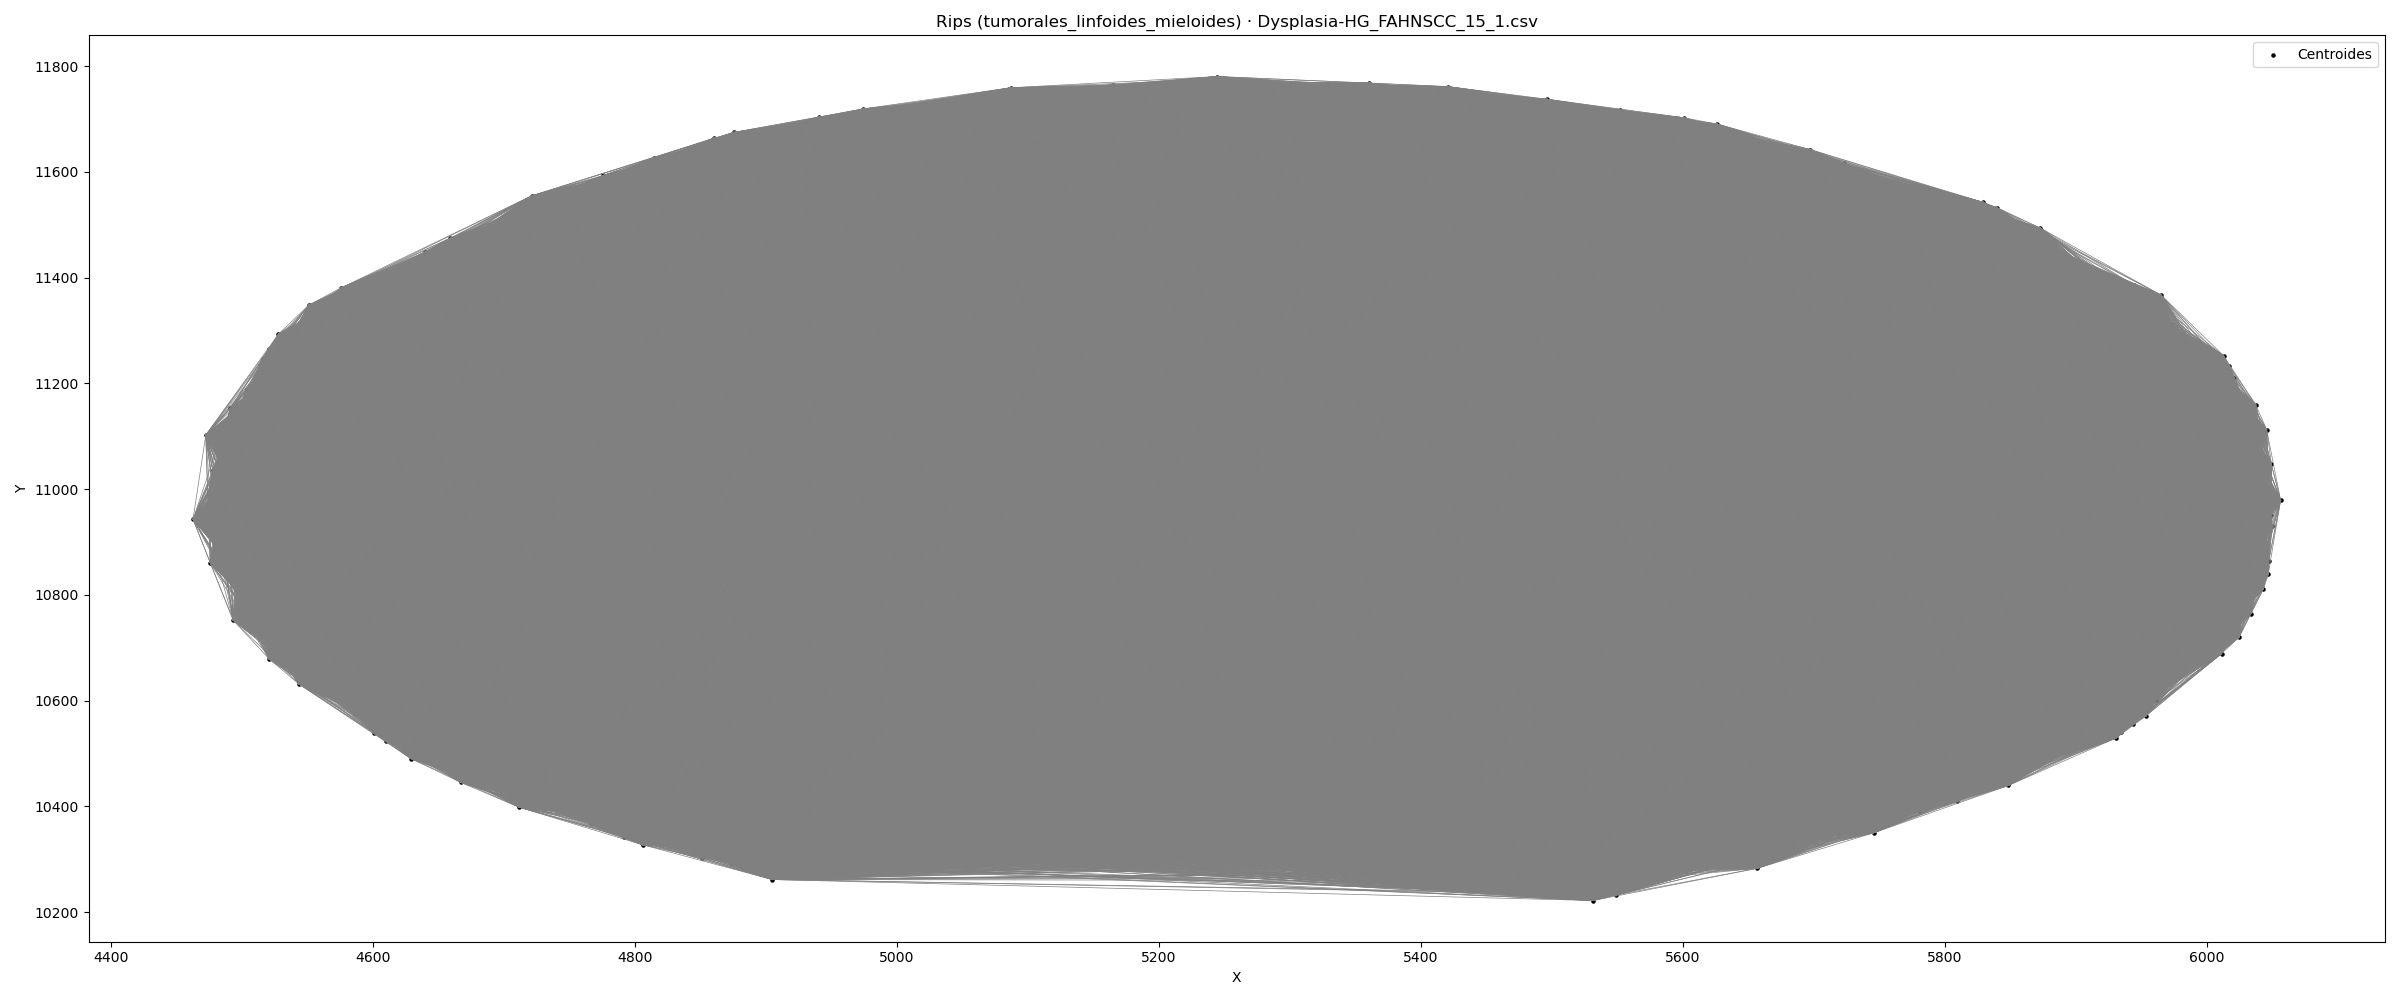 Rips (tumorales_linfoides_mieloides) · Dysplasia-HG_FAHNSCC_15_1.csv
Centroides
11800
11600
11400
11200
11000
10800
10600
10400
10200
Y
4400 4600 4800 5000 5200 5400 5600 5800 6000
X